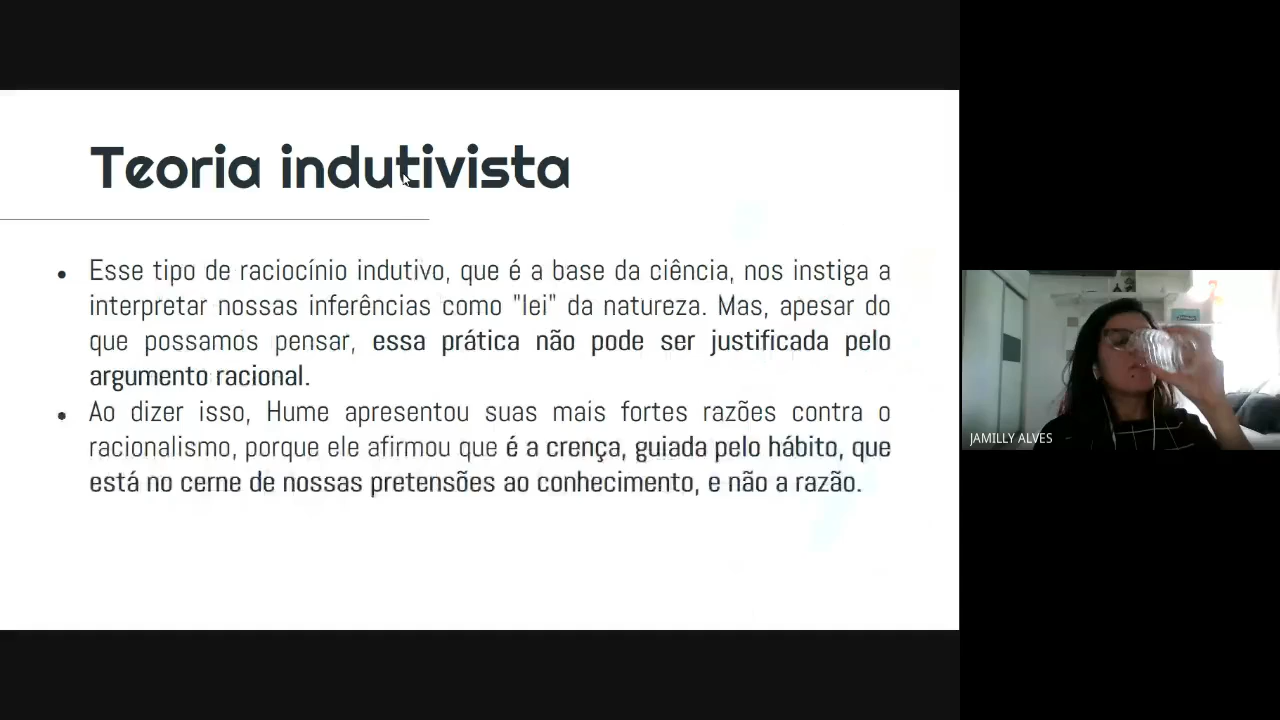 Teoria indutivista
Esse tipo de raciocínio indutivo, que é a base da ciência, nos instiga a
interpretar nossas inferências como "lei" da natureza. Mas, apesar do
que possamos pensar, essa prática não pode ser justificada pelo
argumento racional.
Ao dizer isso, Hume apresentou suas mais fortes razões contra o
racionalismo, porque ele afirmou que é a crença, guiada pelo hábito, que
está no cerne de nossas pretensões ao conhecimento, e não a razão.
JAMILLY ALVES